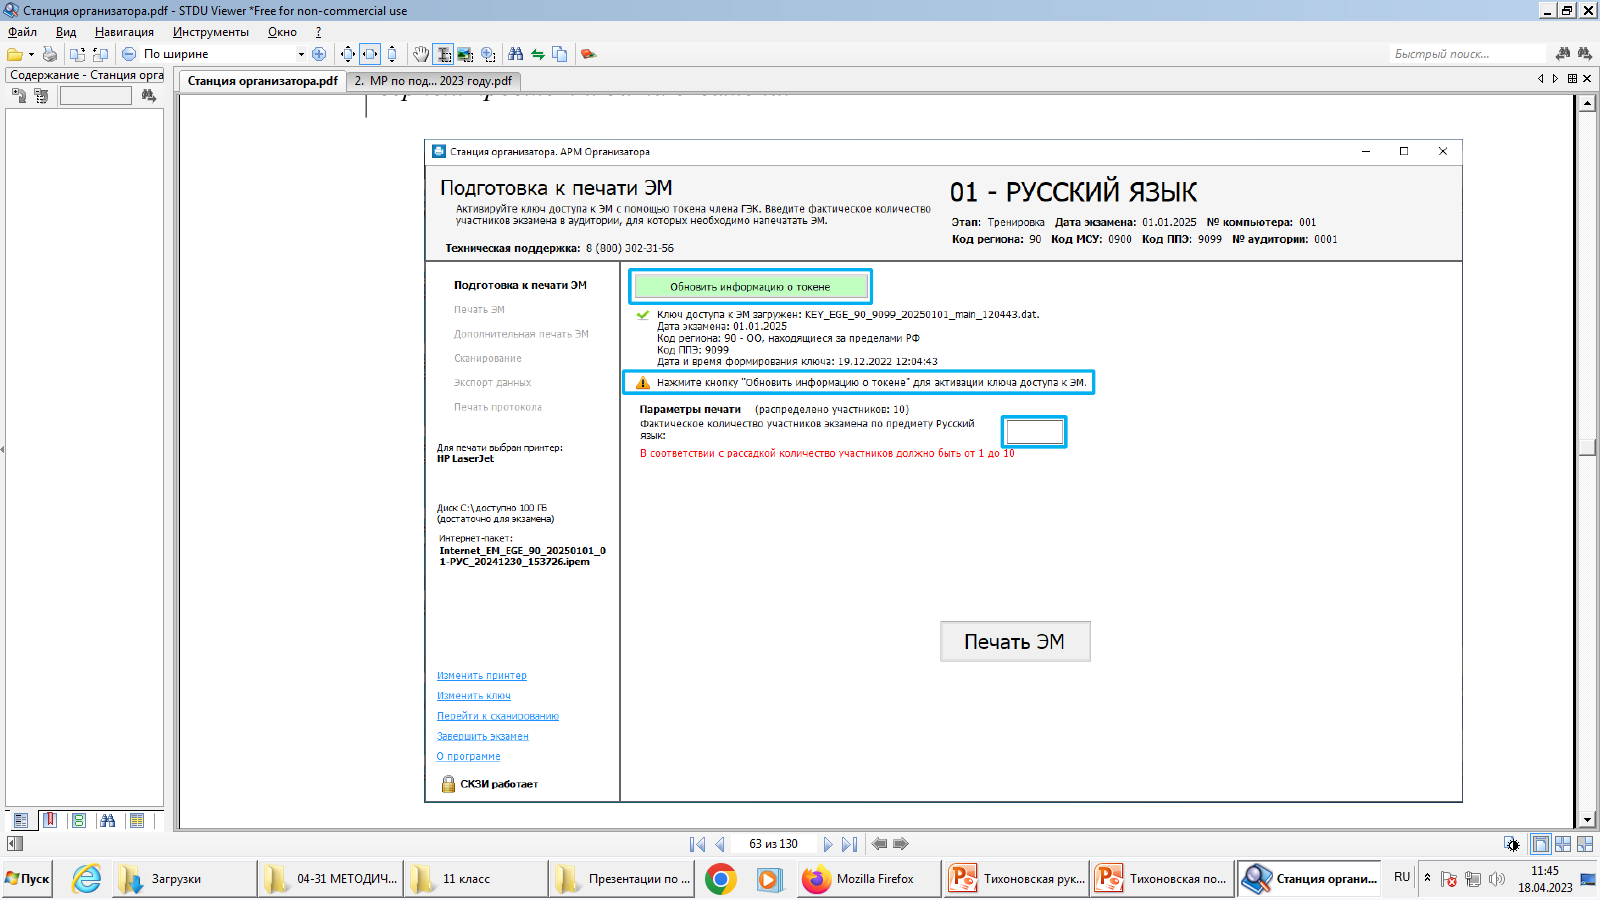 Станция организатора.pdf - STDU Viewer *Free for non-commercial use
Файл Вид Навигация Инструменты Окно ?
По ширине
Быстрый поиск...
Содержание - Станция орга
Станция организатора.pdf
2. МР по под... 2023 году.pdf
Станция организатора. АРМ Организатора
Подготовка к печати ЭМ
Активируйте ключ доступа к ЭМ с помощью токена члена ГЭК. Введите фактическое количество
участников экзамена в аудитории, для которых необходимо напечатать ЭМ.
Техническая поддержка: 8 (800) 302-31-56
01 - РУССКИЙ ЯЗЫК
Этап: Тренировка Дата экзамена: 01.01.2025 № компьютера: 001
Код региона: 90 Код МСУ: 0900 Код ППЭ: 9099 № аудитории: 0001
Подготовка к печати ЭМ
Печать ЭМ
Дополнительная печать ЭМ
Сканирование
Экспорт данных
Печать протокола
Для печати выбран принтер:
HP LaserJet
Диск C:\ доступно 100 ГБ
(достаточно для экзамена)
Интернет-пакет:
Internet_EM_EGE_90_20250101_0
1-РУС_20241230_153726.ipem
Изменить принтер
Изменить ключ
Перейти к сканированию
Завершить экзамен
О программе
СКЗИ работает
Обновить информацию о токене
Ключ доступа к ЭМ загружен: KEY_EGE_90_9099_20250101_main_120443.dat.
Дата экзамена: 01.01.2025
Код региона: 90 - ОО, находящиеся за пределами РФ
Код ППЭ: 9099
Дата и время формирования ключа: 19.12.2022 12:04:43
Нажмите кнопку "Обновить информацию о токене" для активации ключа доступа к ЭМ.
Параметры печати (распределено участников: 10)
Фактическое количество участников экзамена по предмету Русский
язык:
В соответствии с рассадкой количество участников должно быть от 1 до 10
Печать ЭМ
63 из 130
Пуск
Загрузки
04-31 МЕТОДИЧ...
11 класс
Презентации по ...
Mozilla Firefox
Тихоновская рук...
Тихоновская по...
Станция органи...
RU
11:45
18.04.2023